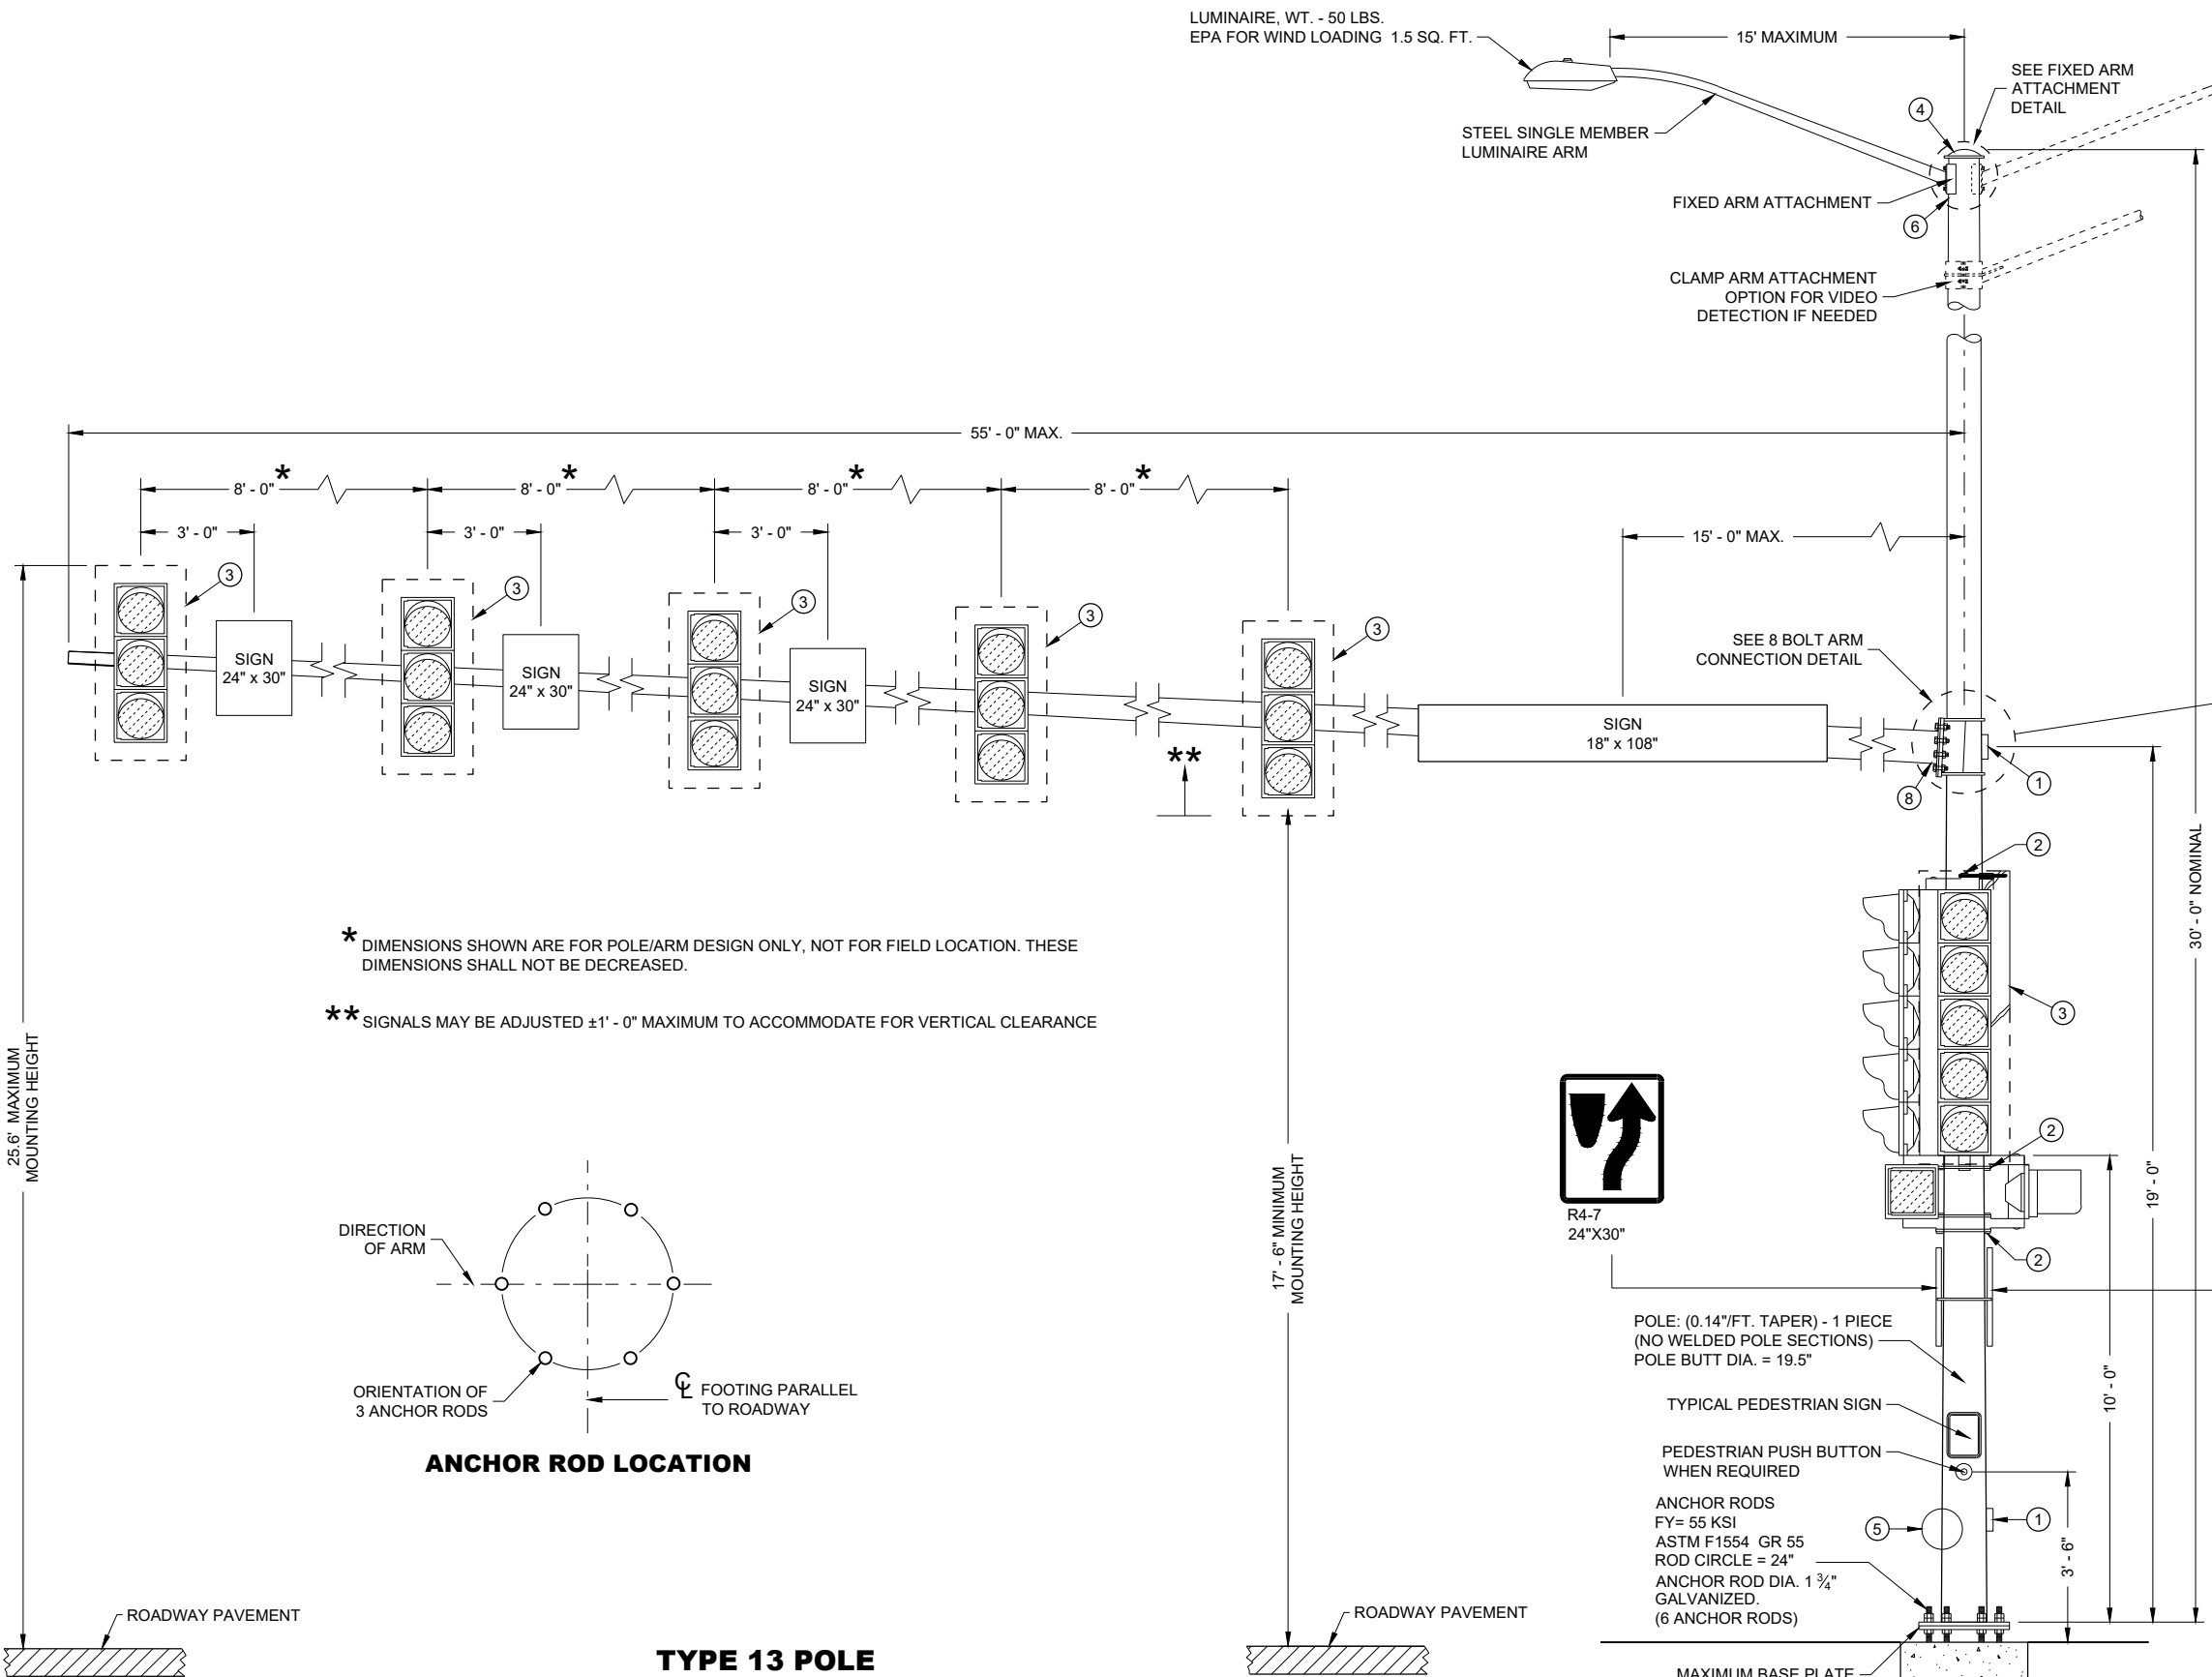 LUMINAIRE, WT. - 50 LBS.
EPA FOR WIND LOADING 1.5 SQ. FT.
15' MAXIMUM
SEE FIXED ARM
ATTACHMENT
DETAIL
4
STEEL SINGLE MEMBER
LUMINAIRE ARM
FIXED ARM ATTACHMENT
6
CLAMP ARM ATTACHMENT
OPTION FOR VIDEO
DETECTION IF NEEDED
55' - 0" MAX.
8' - 0" *
8' - 0" *
8' - 0" *
8' - 0" *
3' - 0"
3' - 0"
3' - 0"
15' - 0" MAX.
3
3
3
3
3
SIGN
24" x 30"
SIGN
24" x 30"
SIGN
24" x 30"
SIGN
18" x 108"
SEE 8 BOLT ARM
CONNECTION DETAIL
**
8
1
2
30' - 0" NOMINAL
* DIMENSIONS SHOWN ARE FOR POLE/ARM DESIGN ONLY, NOT FOR FIELD LOCATION. THESE
DIMENSIONS SHALL NOT BE DECREASED.
** SIGNALS MAY BE ADJUSTED ±1' - 0" MAXIMUM TO ACCOMMODATE FOR VERTICAL CLEARANCE
3
25.6' MAXIMUM
MOUNTING HEIGHT
17' - 6" MINIMUM
MOUNTING HEIGHT
R4-7
24"X30"
2
2
19' - 0"
10' - 0"
DIRECTION
OF ARM
ORIENTATION OF
3 ANCHOR RODS
℄ FOOTING PARALLEL
TO ROADWAY
ANCHOR ROD LOCATION
POLE: (0.14"/FT. TAPER) - 1 PIECE
(NO WELDED POLE SECTIONS)
POLE BUTT DIA. = 19.5"
TYPICAL PEDESTRIAN SIGN
PEDESTRIAN PUSH BUTTON
WHEN REQUIRED
ANCHOR RODS
FY= 55 KSI
ASTM F1554 GR 55
ROD CIRCLE = 24"
ANCHOR ROD DIA. 1 ¾"
GALVANIZED.
(6 ANCHOR RODS)
5
1
3' - 6"
ROADWAY PAVEMENT
ROADWAY PAVEMENT
TYPE 13 POLE
MAXIMUM BASE PLATE